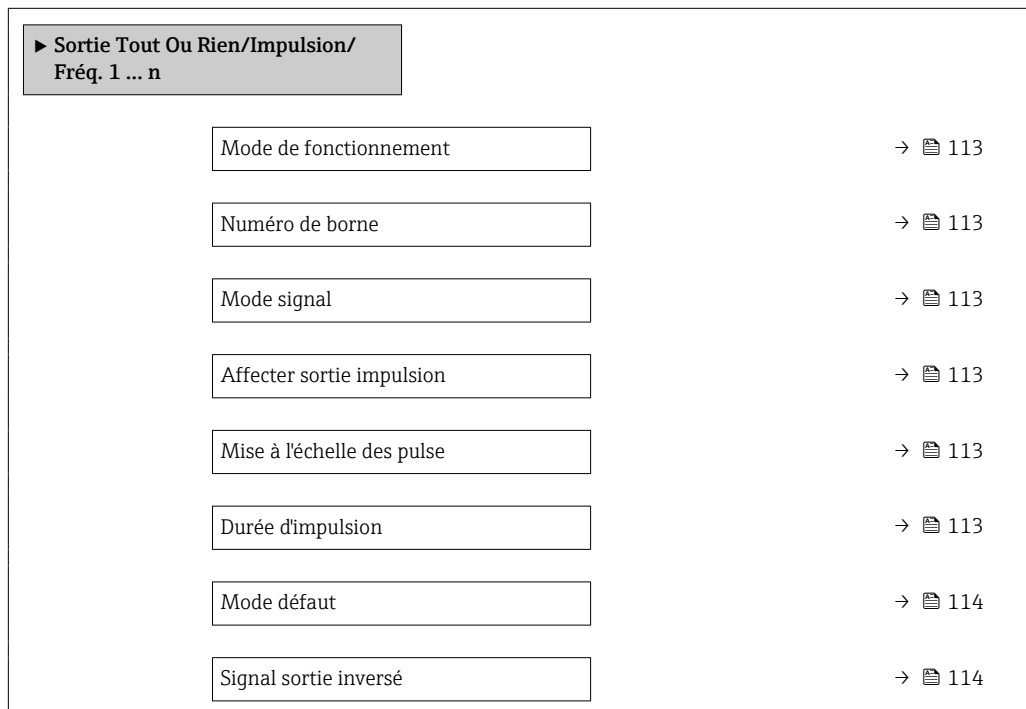 ▶ Sortie Tout Ou Rien/Impulsion/
Fréq. 1 ... n
Mode de fonctionnement → 113
Numéro de borne → 113
Mode signal → 113
Affecter sortie impulsion → 113
Mise à l'échelle des pulse → 113
Durée d'impulsion → 113
Mode défaut → 114
Signal sortie inversé → 114